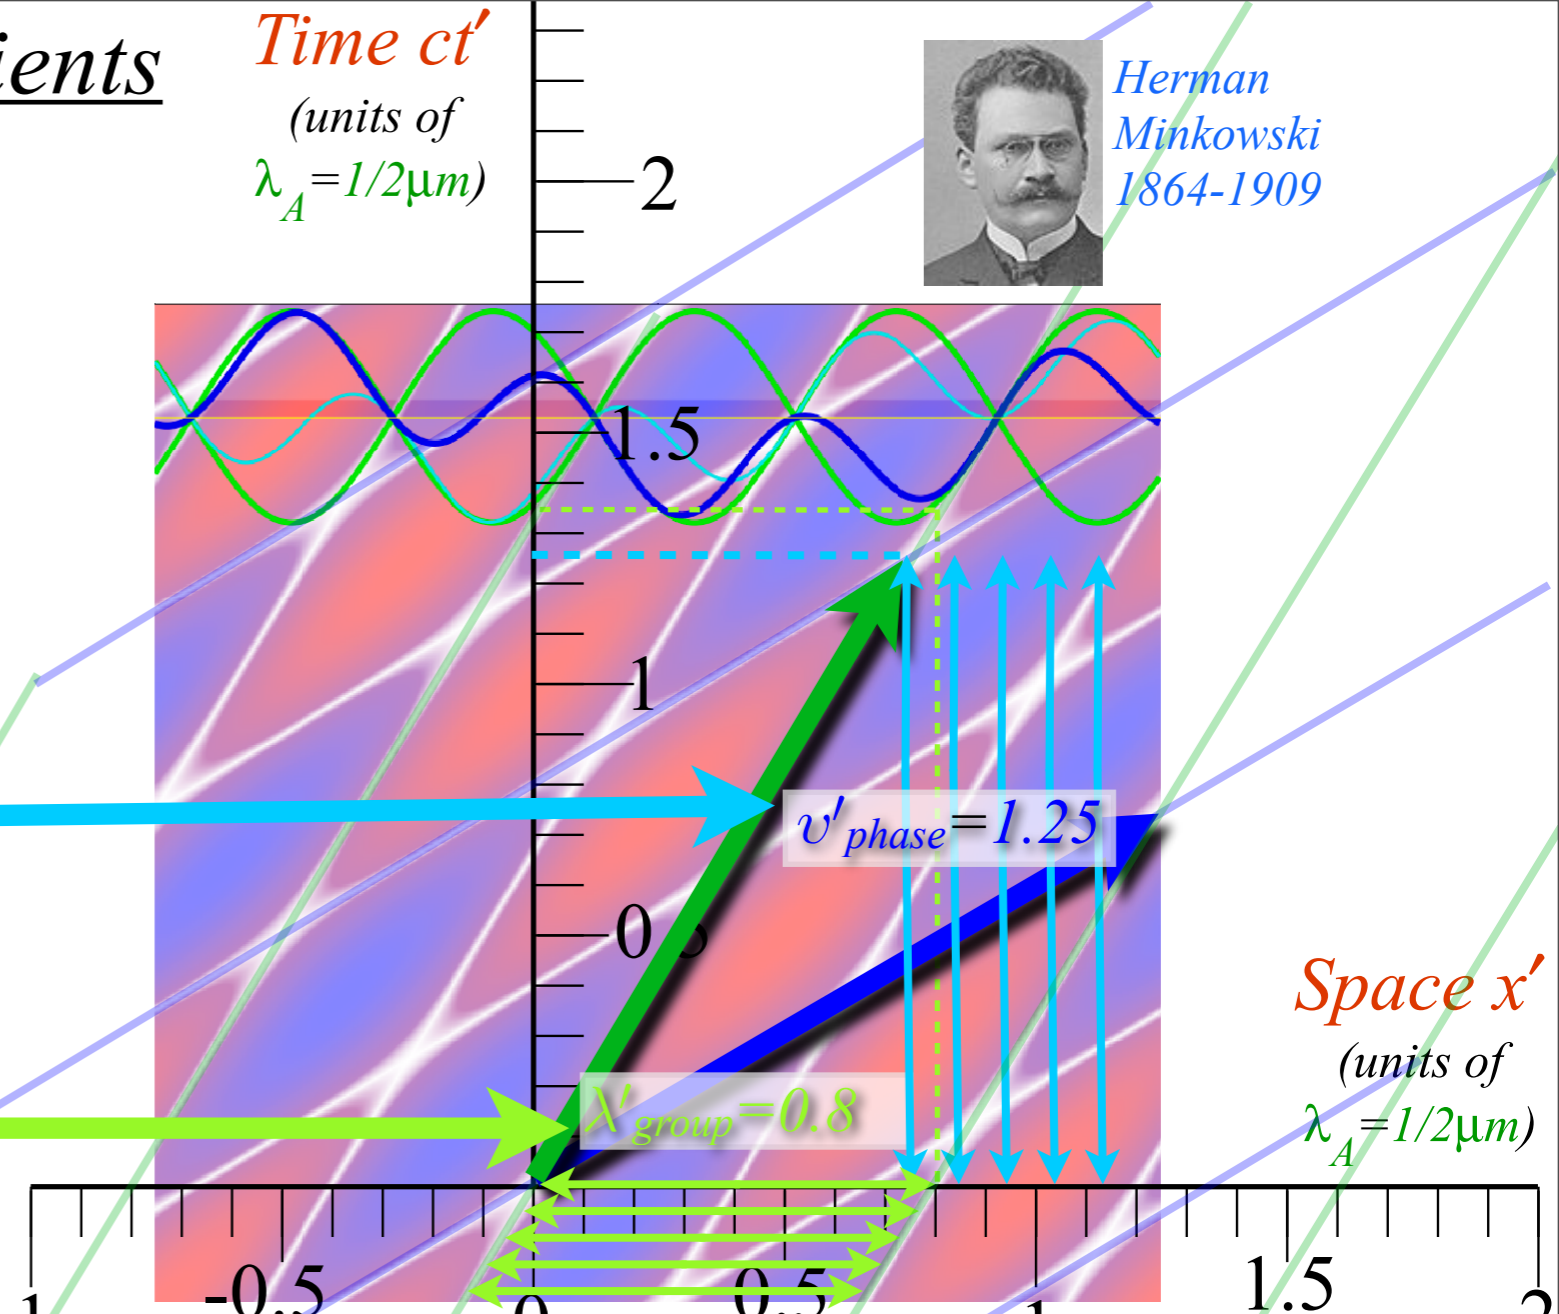 ients
Time ct′
(units of
λA=1/2μm)
2
Herman
Minkowski
1864-1909
1.5
1
υ′phase=1.25
Space x′
(units of
λA=1/2μm)
λ′group=0.8
-0.5
0
0.5
1
1.5
2